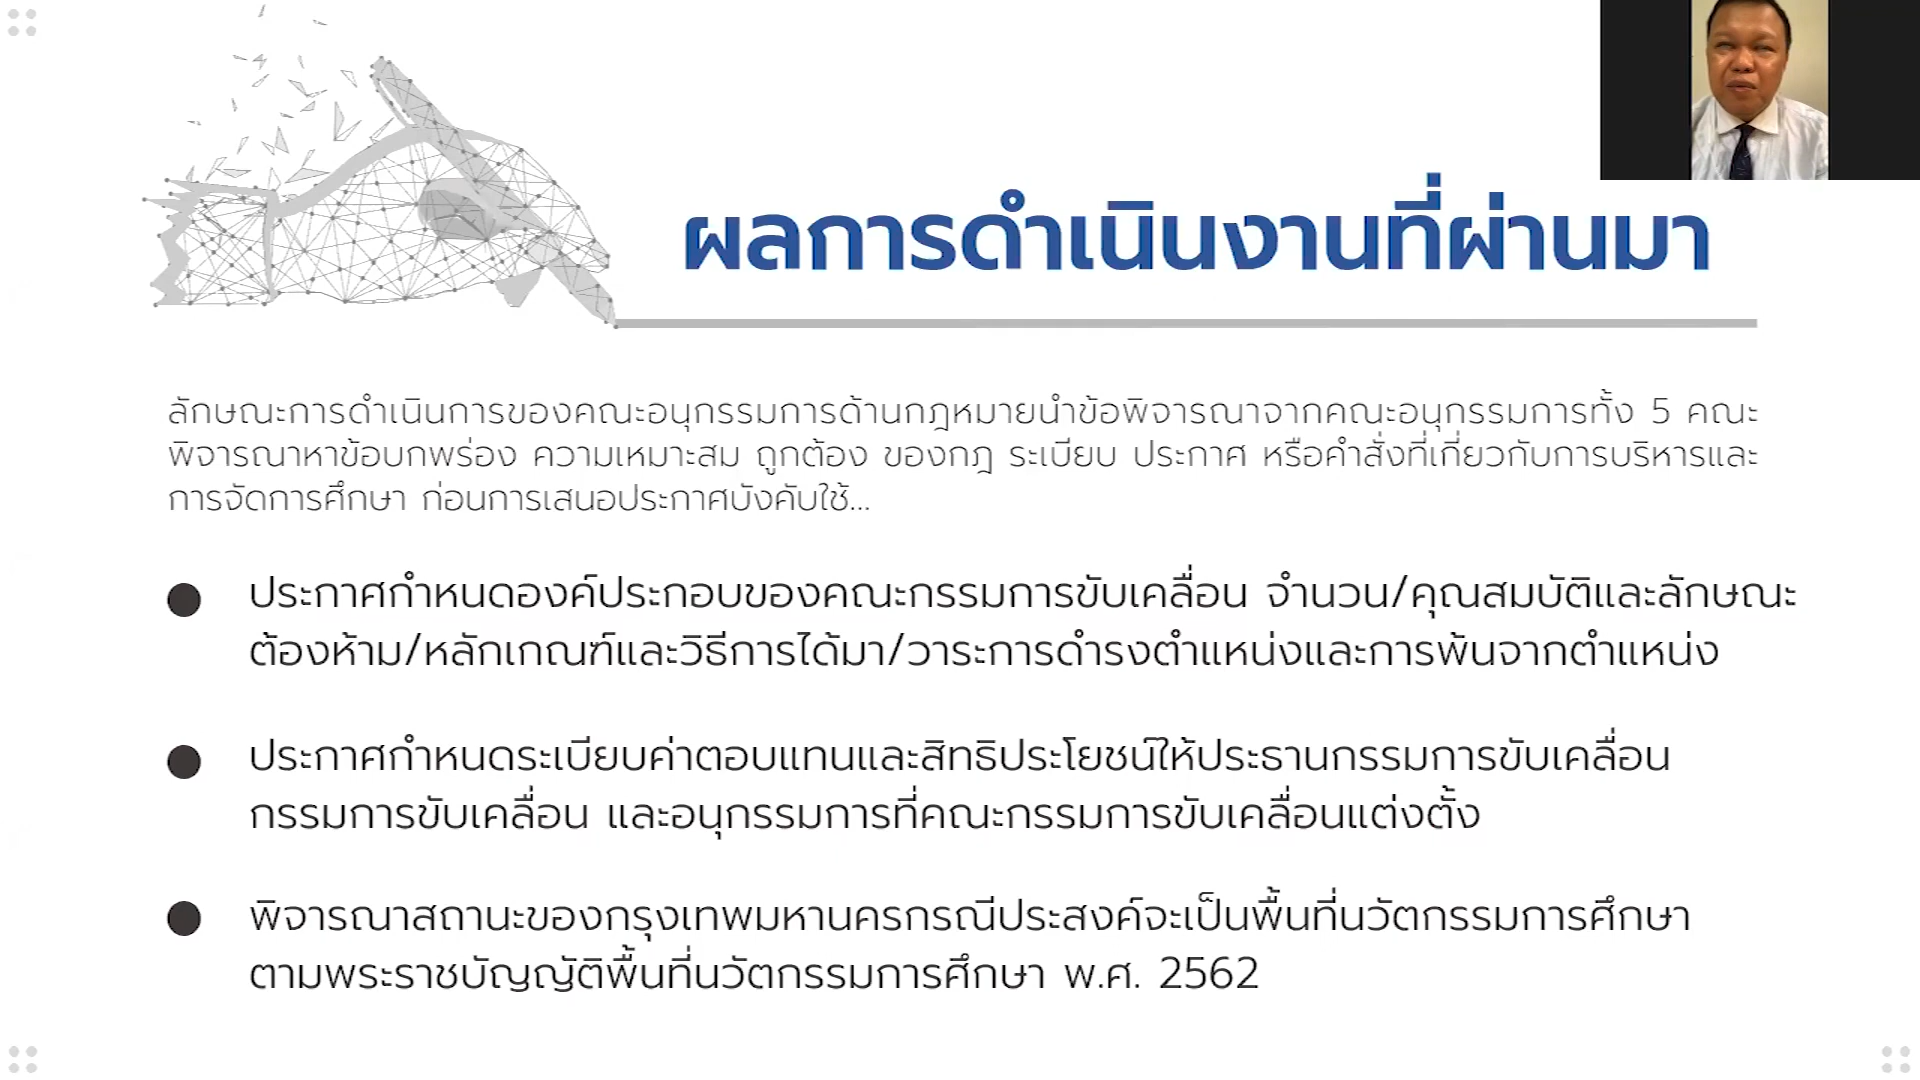 ผลการดำเนินงานที่ผ่านมา
ลักษณะการดำเนินการของคณะอนุกรรมการด้านกฎหมายนำข้อพิจารณาจากคณะอนุกรรมการทั้ง 5 คณะ
พิจารณาหาข้อบกพร่อง ความเหมาะสม ถูกต้อง ของกฎ ระเบียบ ประกาศ หรือคำสั่งที่เกี่ยวกับการบริหารและ
การจัดการศึกษา ก่อนการเสนอประกาศบังคับใช้...
ประกาศกำหนดองค์ประกอบของคณะกรรมการขับเคลื่อน จำนวน/คุณสมบัติและลักษณะ
ต้องห้าม/หลักเกณฑ์และวิธีการได้มา/วาระการดำรงตำแหน่งและการพ้นจากตำแหน่ง
ประกาศกำหนดระเบียบค่าตอบแทนและสิทธิประโยชน์ให้ประธานกรรมการขับเคลื่อน
กรรมการขับเคลื่อน และอนุกรรมการที่คณะกรรมการขับเคลื่อนแต่งตั้ง
พิจารณาสถานะของกรุงเทพมหานครกรณีประสงค์จะเป็นพื้นที่นวัตกรรมการศึกษา
ตามพระราชบัญญัติพื้นที่นวัตกรรมการศึกษา พ.ศ. 2562